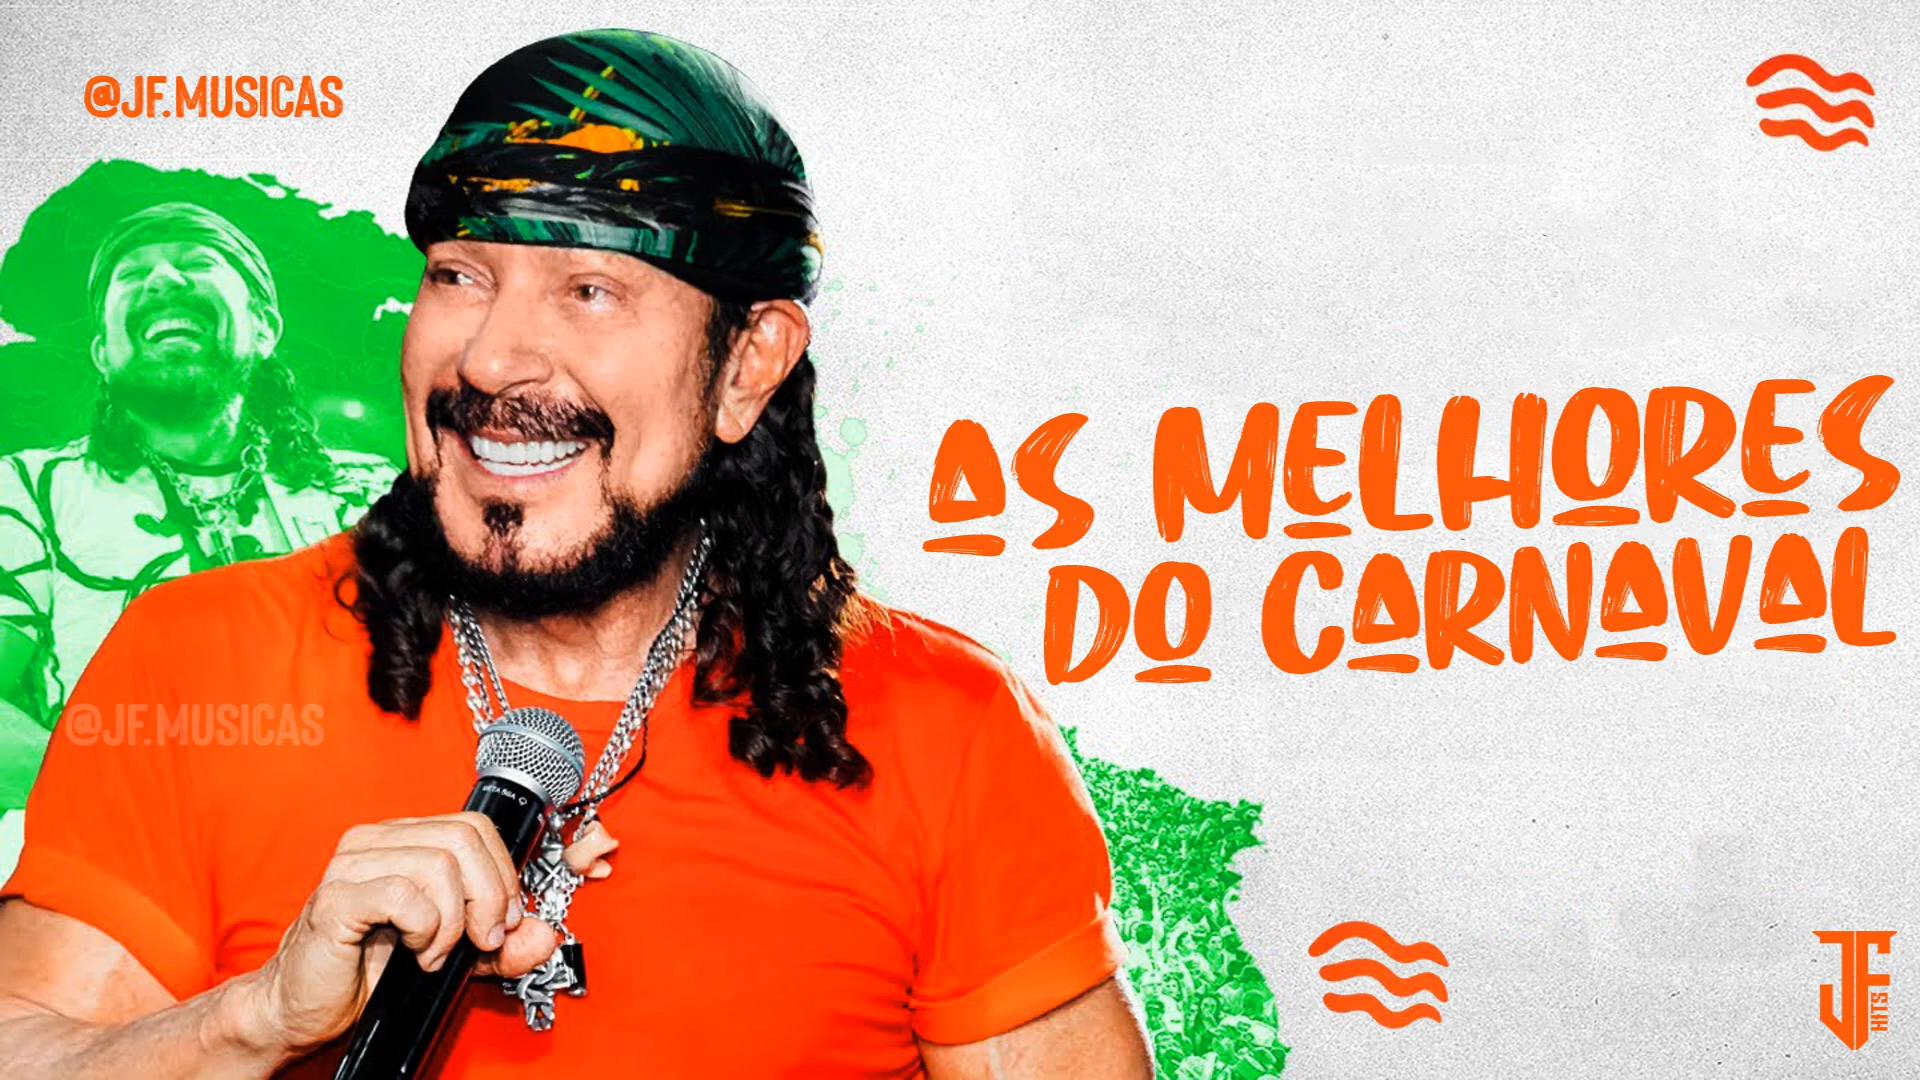 @JF.MUSICAS
AS MELHORES
DO CARNAVAL
@JF.MUSICAS
JF
HITS